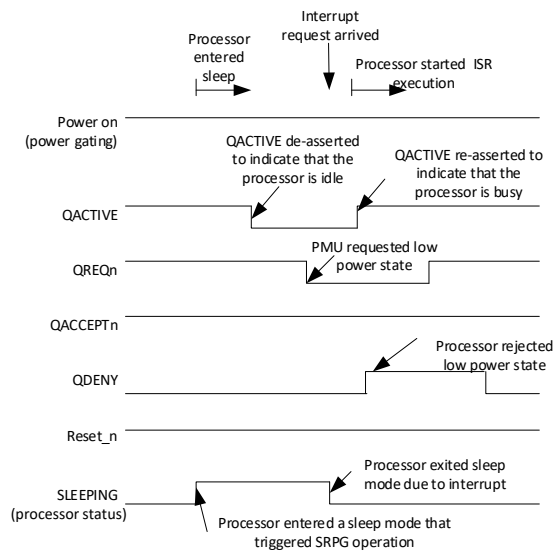 Interrupt
request arrived
Processor
entered
sleep
Processor started ISR
execution
Power on
(power gating)
QACTIVE de-asserted
to indicate that the
processor is idle
QACTIVE re-asserted to
indicate that the
processor is busy
QACTIVE
PMU requested low
power state
QREQn
QACCEPTn
Processor rejected
low power state
QDENY
Reset_n
Processor exited sleep
mode due to interrupt
SLEEPING
(processor status)
Processor entered a sleep mode that
triggered SRPG operation